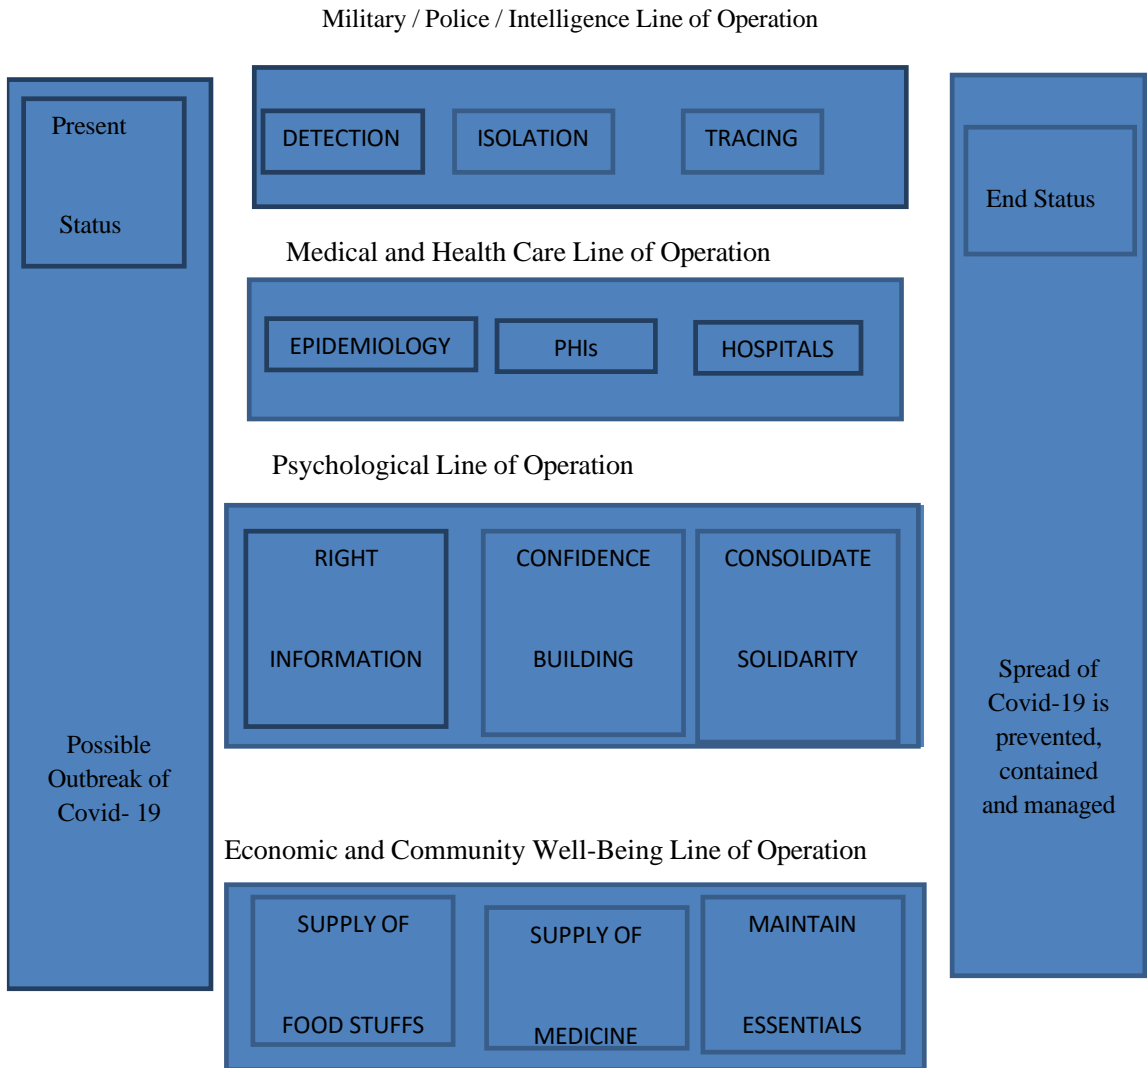 Military / Police / Intelligence Line of Operation
Present
Status
Possible
Outbreak of
Covid- 19
DETECTION
ISOLATION
TRACING
Medical and Health Care Line of Operation
EPIDEMIOLOGY
PHIs
HOSPITALS
Psychological Line of Operation
RIGHT
INFORMATION
CONFIDENCE
BUILDING
CONSOLIDATE
SOLIDARITY
Economic and Community Well-Being Line of Operation
SUPPLY OF
FOOD STUFFS
SUPPLY OF
MEDICINE
MAINTAIN
ESSENTIALS
End Status
Spread of
Covid-19 is
prevented,
contained
and managed